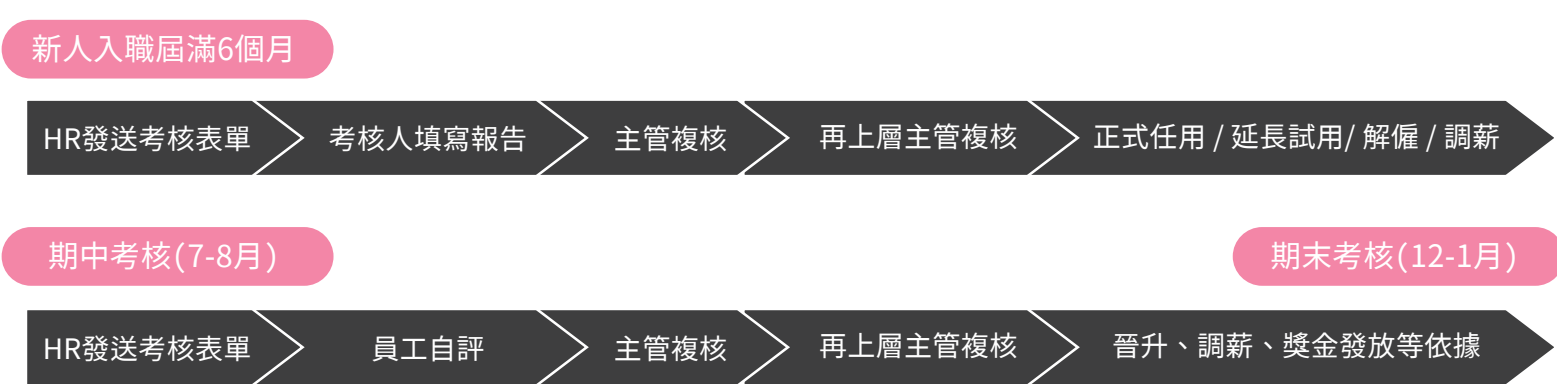 新人入職屆滿6個月
HR發送考核表單 考核人填寫報告 主管複核 再上層主管複核 正式任用 / 延長試用/ 解僱 / 調薪
期中考核(7-8月) 期末考核(12-1月)
HR發送考核表單 員工自評 主管複核 再上層主管複核 晉升、調薪、獎金發放等依據